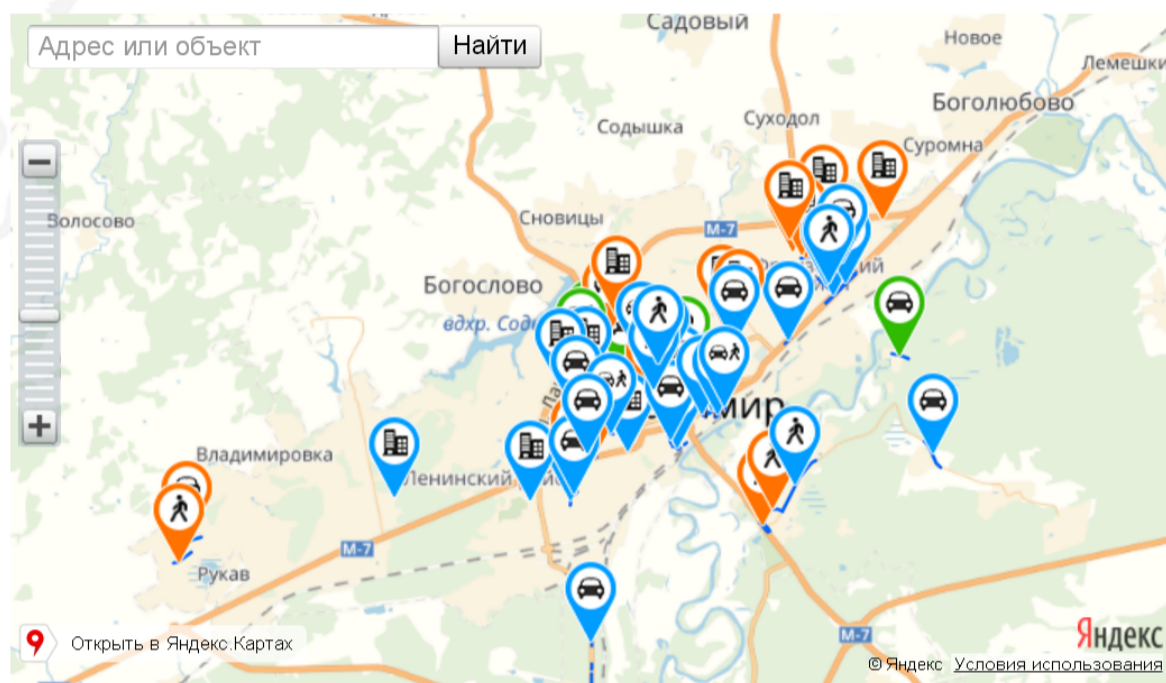 Садовый
Адрес или объект
Найти
Новое
Лемешки
Боголюбово
Суходол
Содышка
Суромна
Волосово
Сновицы
М-7
ий
Богослово
вдхр.
мир
Владимировка
Ленинский
М-7
Рукав
М-7
Яндекс
Открыть в Яндекс.Картах
© Яндекс Условия использования